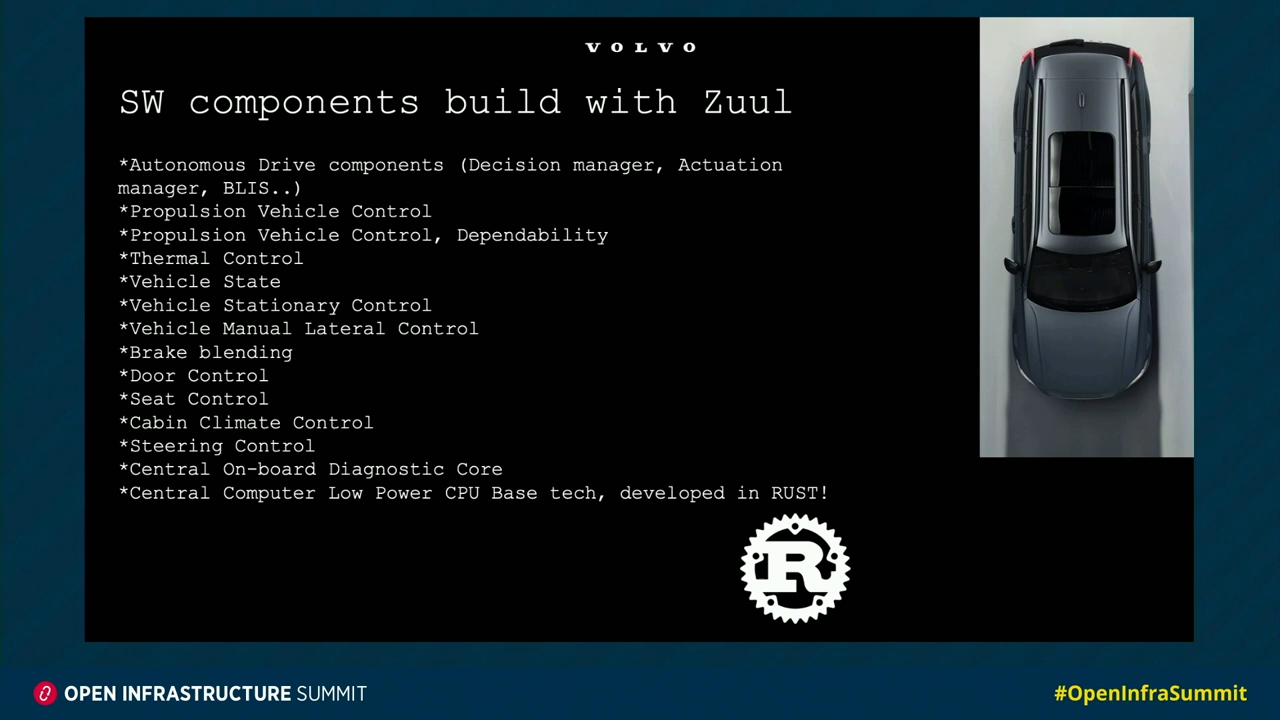 VOLVO
SW components build with Zuul
*Autonomous Drive components (Decision manager, Actuation
manager, BLIS..)
*Propulsion Vehicle Control
*Propulsion Vehicle Control, Dependability
*Thermal Control
*Vehicle State
*Vehicle Stationary Control
*Vehicle Manual Lateral Control
*Brake blending
*Door Control
*Seat Control
*Cabin Climate Control
*Steering Control
*Central On-board Diagnostic Core
*Central Computer Low Power CPU Base tech, developed in RUST!
R
OPEN INFRASTRUCTURE SUMMIT
#OpenInfraSummit